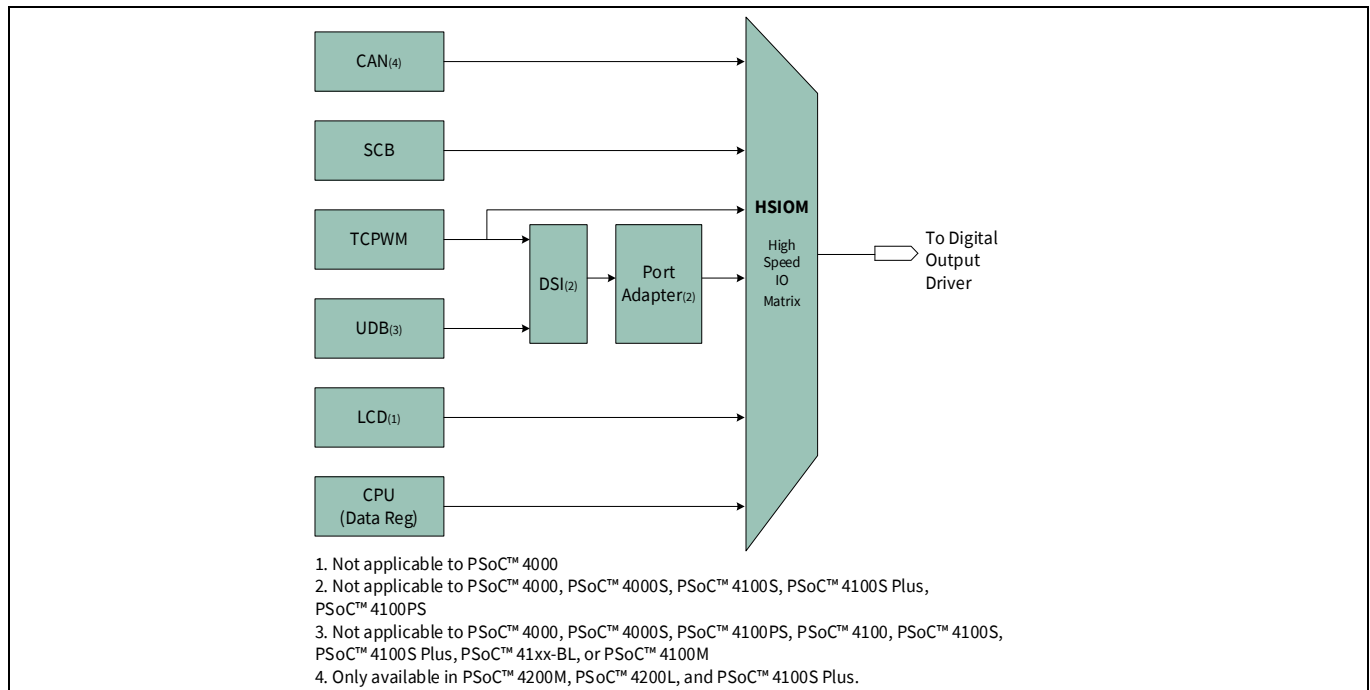 CAN(4)
SCB
TCPWM
UDB(3)
LCD(1)
CPU
(Data Reg)
DSI(2)
Port
Adapter(2)
HSIOM
High
Speed
IO
Matrix
To Digital
Output
Driver
1. Not applicable to PSoC™ 4000
2. Not applicable to PSoC™ 4000, PSoC™ 4000S, PSoC™ 4100S, PSoC™ 4100S Plus,
PSoC™ 4100PS
3. Not applicable to PSoC™ 4000, PSoC™ 4000S, PSoC™ 4100PS, PSoC™ 4100, PSoC™ 4100S,
PSoC™ 4100S Plus, PSoC™ 41xx-BL, or PSoC™ 4100M
4. Only available in PSoC™ 4200M, PSoC™ 4200L, and PSoC™ 4100S Plus.